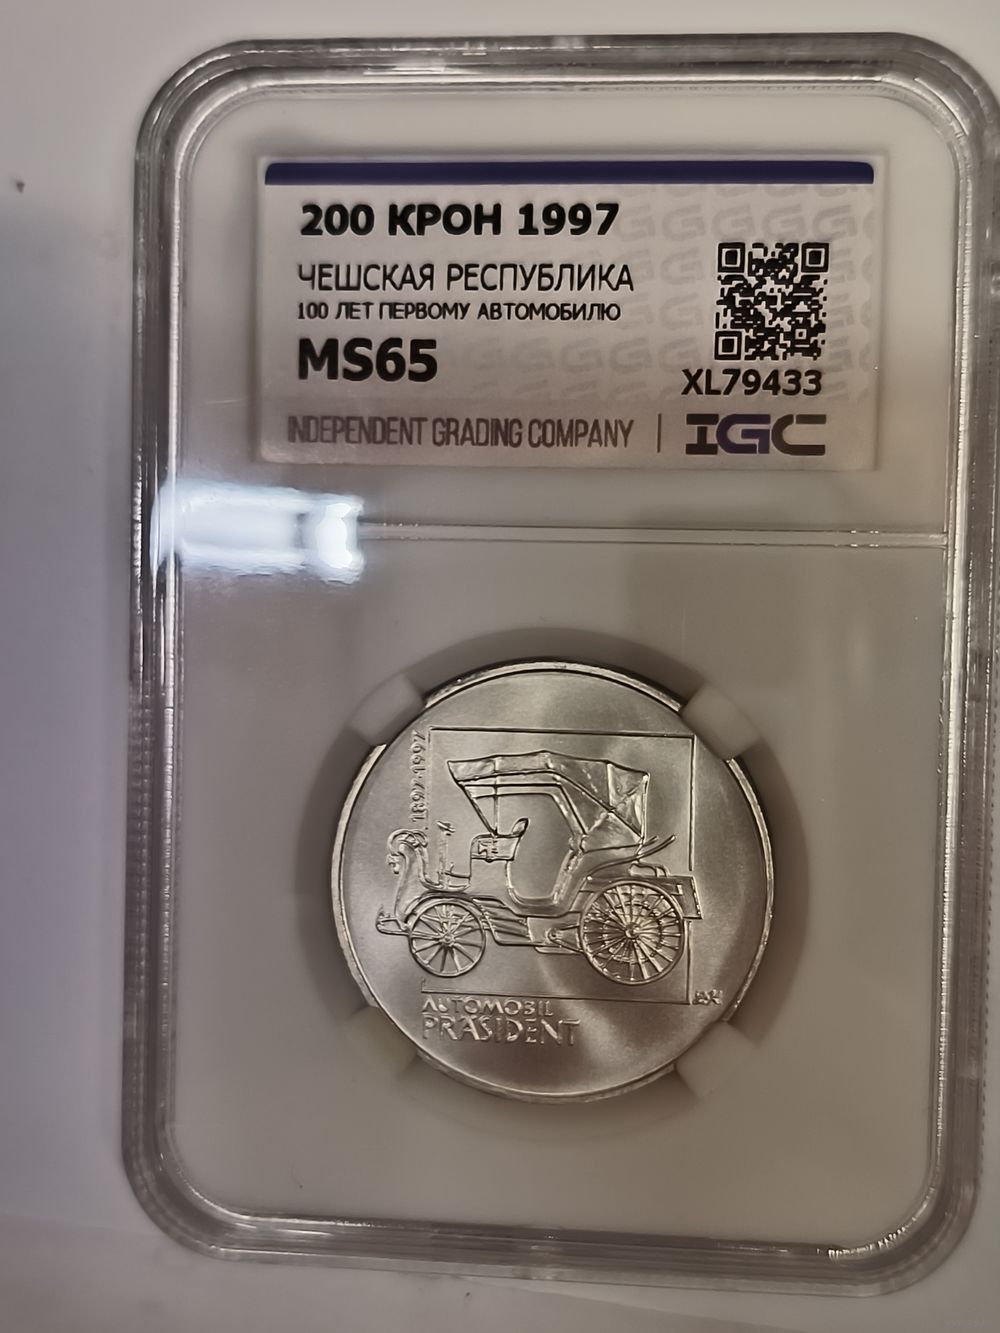 200 КРОН 1997
ЧЕШСКАЯ РЕСПУБЛИКА
100 ЛЕТ ПЕРВОМУ АВТОМОБИЛЮ
MS65
XL79433
INDEPENDENT GRADING COMPANY | IGC
1897-1997
AUTOMOBIL
PRÄSIDENT